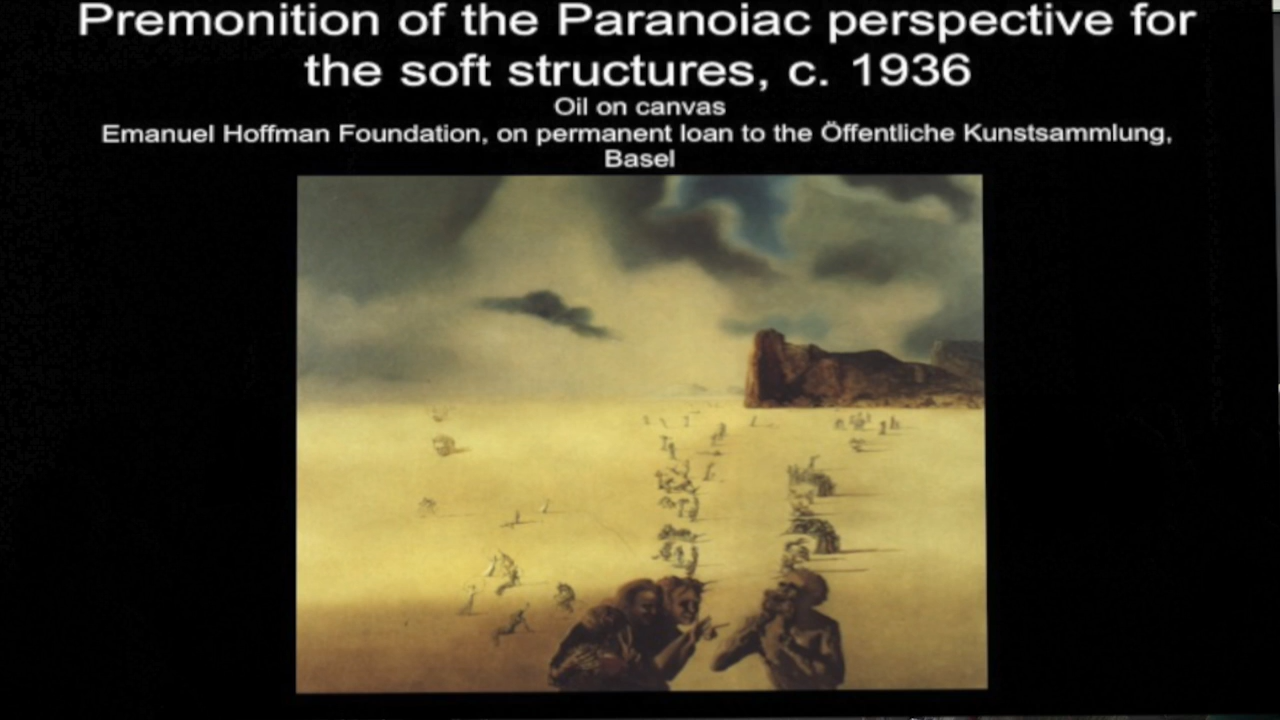 Premonition of the Paranoiac perspective for
the soft structures, c. 1936
Oil on canvas
Emanuel Hoffman Foundation, on permanent loan to the Öffentliche Kunstsammlung,
Basel